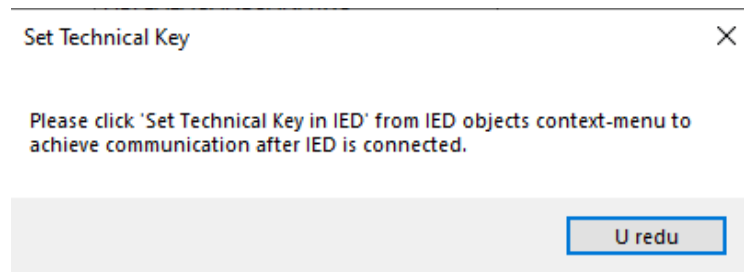 Set Technical Key
Please click 'Set Technical Key in IED' from IED objects context-menu to
achieve communication after IED is connected.
U redu